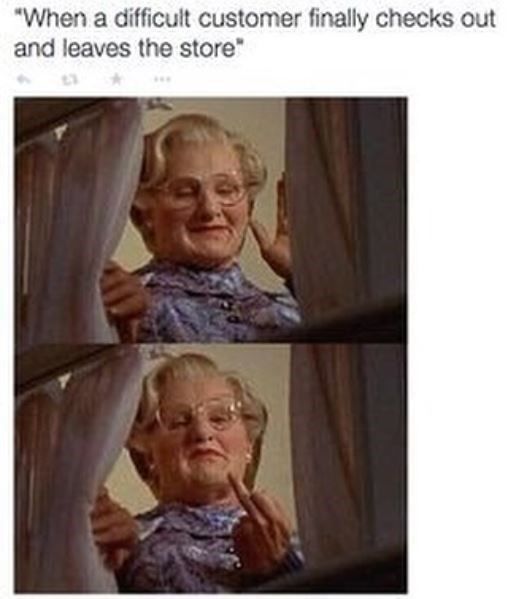 "When a difficult customer finally checks out
and leaves the store"